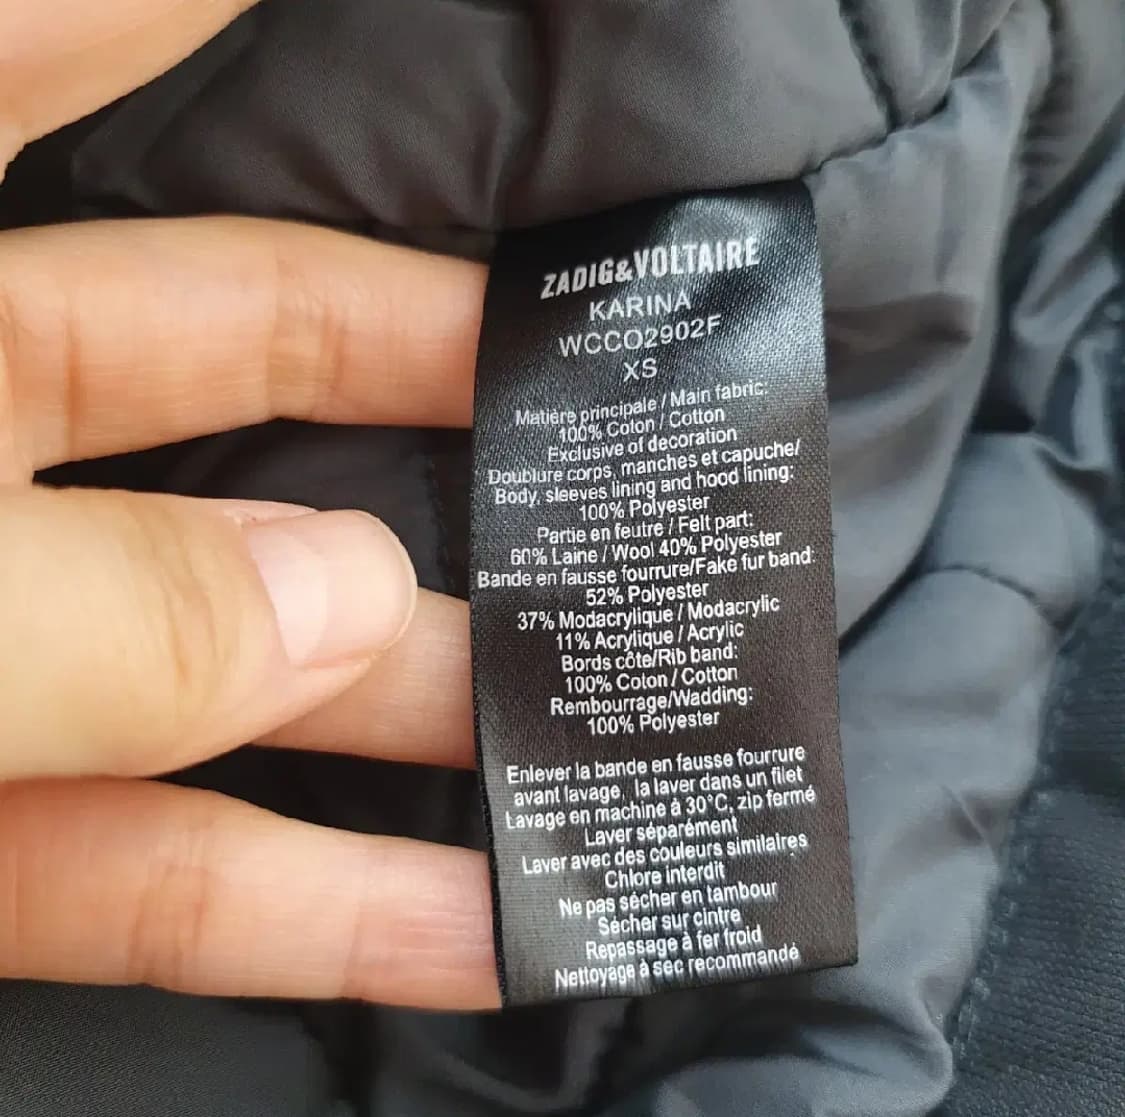 ZADIG&VOLTAIRE
KARINA
WCCO2902F
XS
Matière principale / Main fabric:
100% Coton / Cotton
Exclusive of decoration
Doublure corps, manches et capuche/
Body, sleeves lining and hood lining:
100% Polyester
Partie en feutre / Felt part:
60% Laine / Wool 40% Polyester
Bande en fausse fourrure/Fake fur band:
52% Polyester
37% Modacrylique / Modacrylic
11% Acrylique / Acrylic
Bords côte/Rib band:
100% Coton / Cotton
Rembourrage/Wadding:
100% Polyester
Enlever la bande en fausse fourrure
avant lavage, la laver dans un filet
Lavage en machine à 30°C, zip fermé
Laver séparément
Laver avec des couleurs similaires
Chlore interdit
Ne pas sécher en tambour
Sécher sur cintre
Repassage à fer froid
Nettoyage à sec recommandé